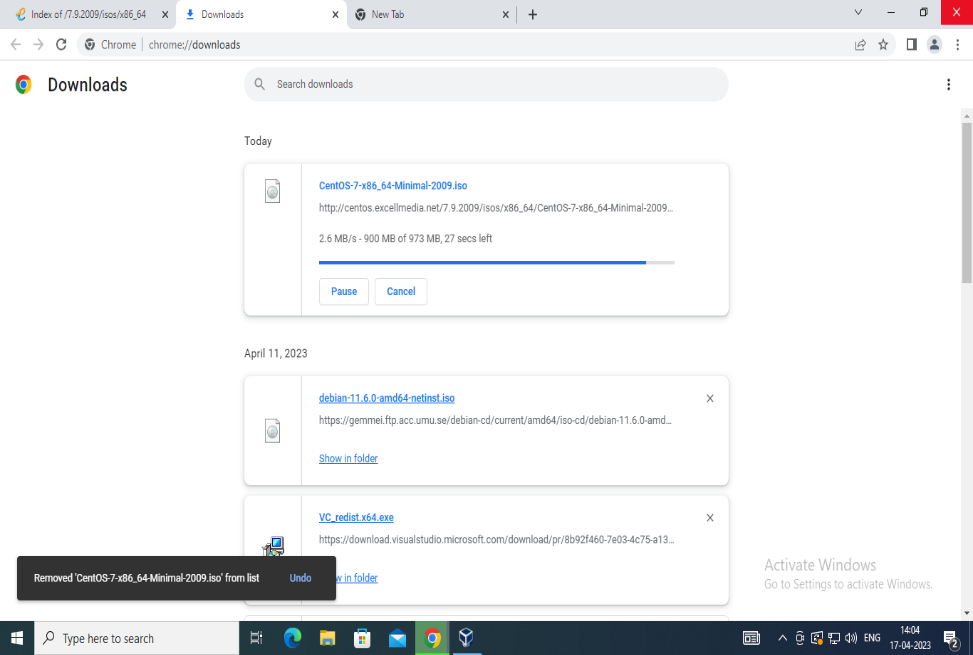 Index of /7.9.2009/isos/x86_64
Downloads
New Tab
Chrome
chrome://downloads
Downloads
Search downloads
Today
CentOS-7-x86_64-Minimal-2009.iso
http://centos.excellmedia.net/7.9.2009/isos/x86_64/CentOS-7-x86_64-Minimal-2009...
2.6 MB/s - 900 MB of 973 MB, 27 secs left
Pause
Cancel
April 11, 2023
debian-11.6.0-amd64-netinst.iso
https://gemmei.ftp.acc.umu.se/debian-cd/current/amd64/iso-cd/debian-11.6.0-amd...
Show in folder
VC_redist.x64.exe
https://download.visualstudio.microsoft.com/download/pr/8b92f460-7e03-4c75-a13...
w in folder
Removed 'CentOS-7-x86_64-Minimal-2009.iso' from list
Undo
Activate Windows
Go to Settings to activate Windows.
Type here to search
ENG
14:04
17-04-2023
2